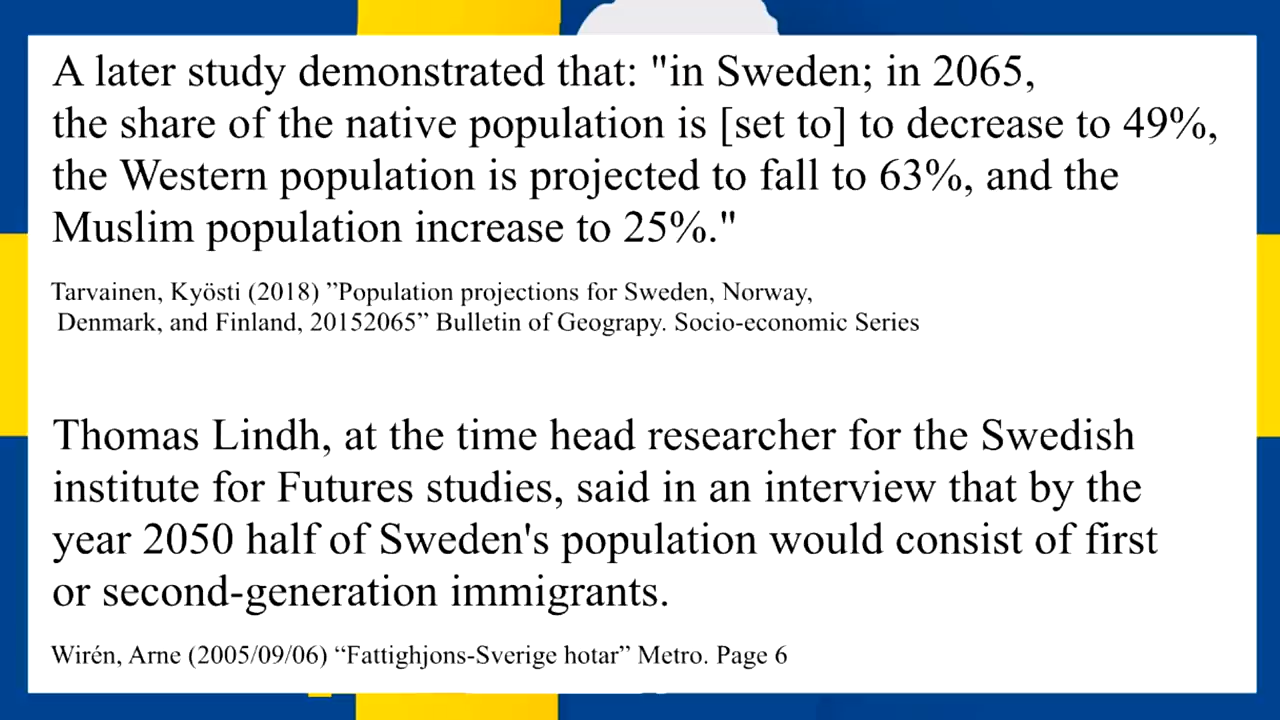 A later study demonstrated that: "in Sweden; in 2065,
the share of the native population is [set to] to decrease to 49%,
the Western population is projected to fall to 63%, and the
Muslim population increase to 25%."
Tarvainen, Kyösti (2018) ”Population projections for Sweden, Norway,
Denmark, and Finland, 20152065” Bulletin of Geograpy. Socio-economic Series
Thomas Lindh, at the time head researcher for the Swedish
institute for Futures studies, said in an interview that by the
year 2050 half of Sweden's population would consist of first
or second-generation immigrants.
Wirén, Arne (2005/09/06) “Fattighjons-Sverige hotar” Metro. Page 6